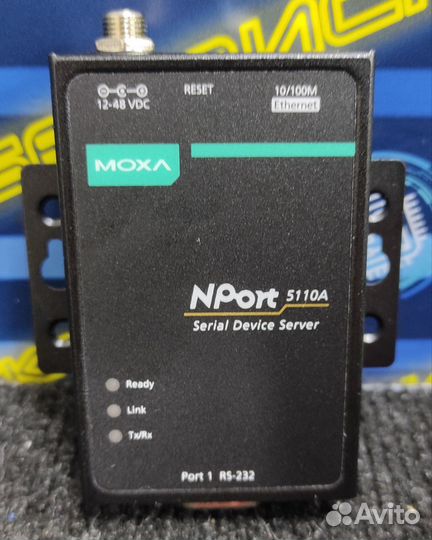 12-48 VDC
RESET
10/100M
Ethernet
MOXA
NPort 5110A
Serial Device Server
Ready
Link
Tx/Rx
Port 1 RS-232
Avito